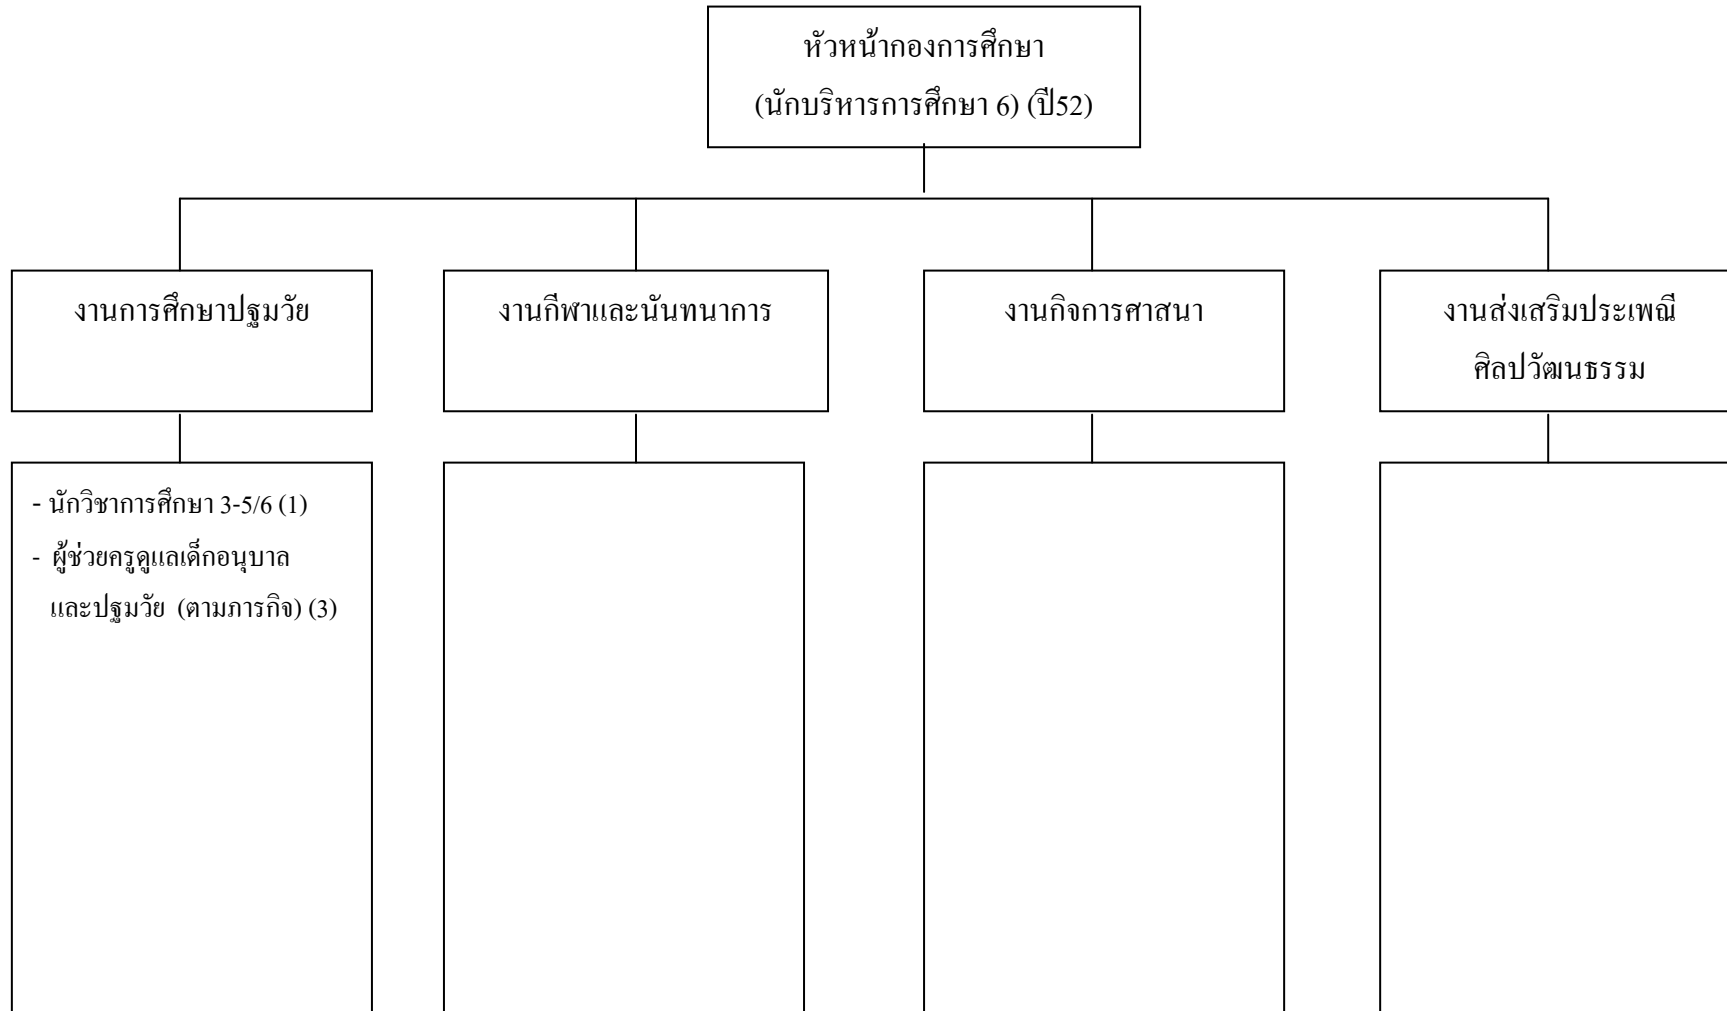 หัวหน้ากองการศึกษา
(นักบริหารการศึกษา 6) (ปี52)
งานการศึกษาปฐมวัย
งานกีฬาและนันทนาการ
งานกิจการศาสนา
งานส่งเสริมประเพณี
ศิลปวัฒนธรรม
- นักวิชาการศึกษา 3-5/6 (1)
- ผู้ช่วยครูดูแลเด็กอนุบาล
และปฐมวัย (ตามภารกิจ) (3)